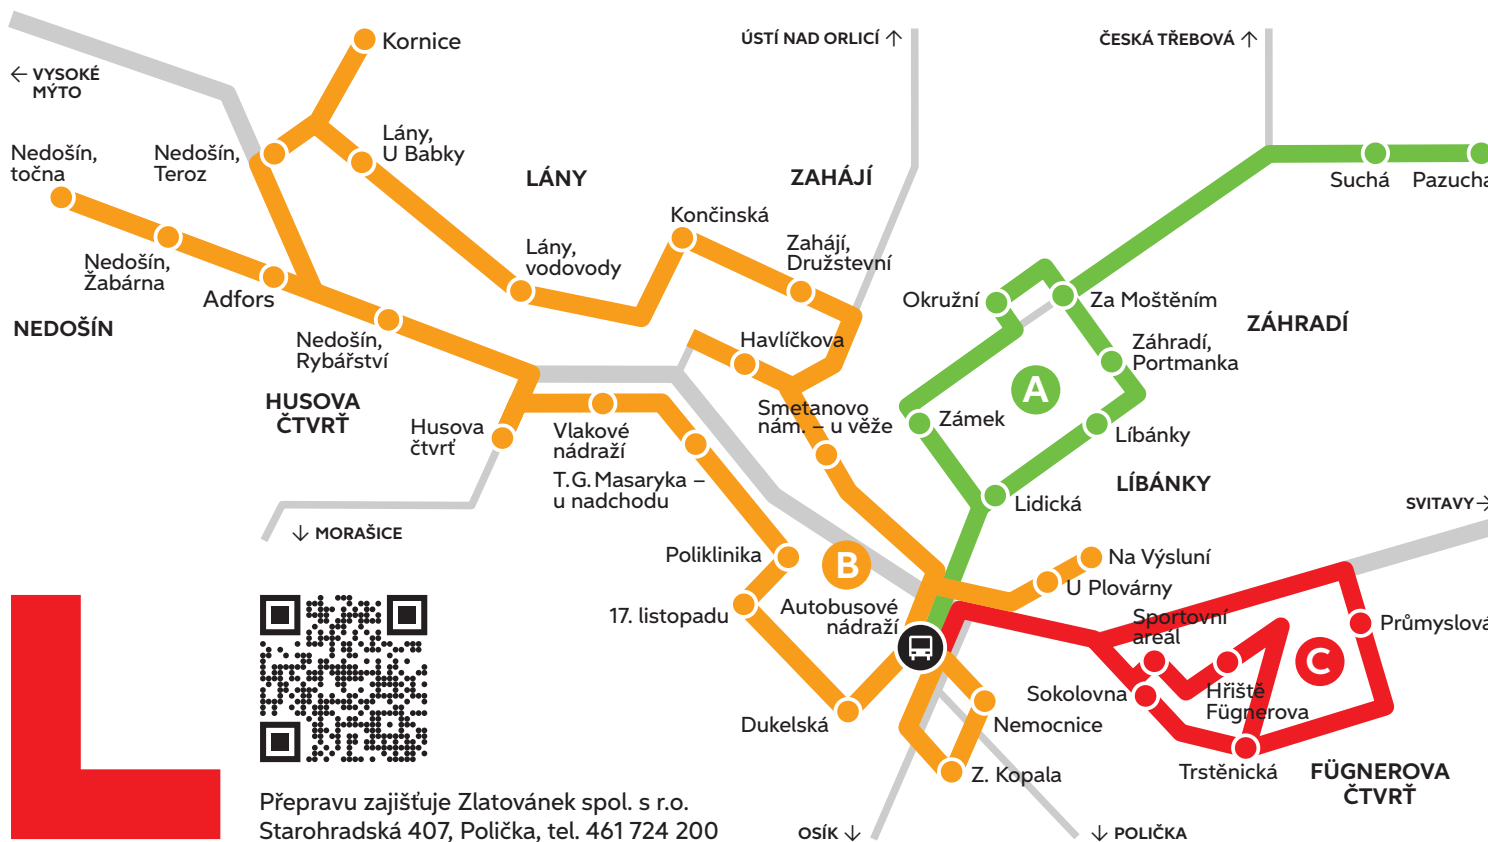 Kornice
ÚSTÍ NAD ORLICÍ ↑
ČESKÁ TŘEBOVÁ ↑
← VYSOKÉ
MÝTO
Nedošín,
točna
Nedošín,
Teroz
Lány,
U Babky
LÁNY
ZAHÁJÍ
Suchá
Pazucha
Končinská
Lány,
vodovody
Zahájí,
Družstevní
Nedošín,
Žabárna
Adfors
Okružní
Za Moštěním
NEDOŠÍN
Nedošín,
Rybářství
Havlíčkova
Záhradí,
Portmanka
ZÁHRADÍ
A
HUSOVA
ČTVRŤ
Husova
čtvrť
Vlakové
nádraží
Smetanovo
nám. – u věže
Zámek
Líbánky
T.G. Masaryka –
u nadchodu
Lidická
LÍBÁNKY
SVITAVY →
↓ MORAŠICE
Poliklinika
B
Na Výsluní
U Plovárny
17. listopadu
Autobusové
nádraží
Sportovní
areál
Průmyslová
C
Sokolovna
Hřiště
Fügnerova
Dukelská
Nemocnice
Z. Kopala
Trstěnická
FÜGNEROVA
ČTVRŤ
Přepravu zajišťuje Zlatovánek spol. s r.o.
Starohradská 407, Polička, tel. 461 724 200
OSÍK ↓
↓ POLIČKA